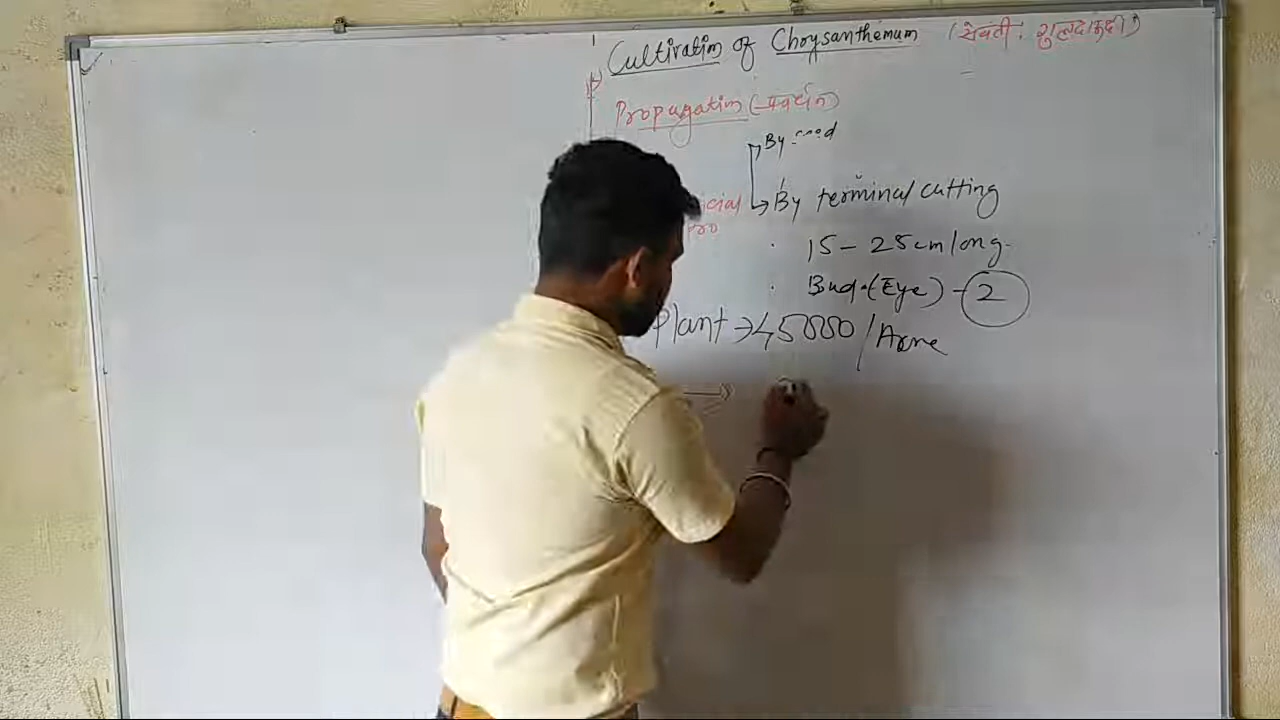 Cultivation of Chrysanthemum (सेवंती, गुलदाऊदी)
Propagation (प्रवर्धन)
By seed
By terminal cutting
15 - 25 cm long
Bud (Eye) - 2
Plant → 45000 / Acre